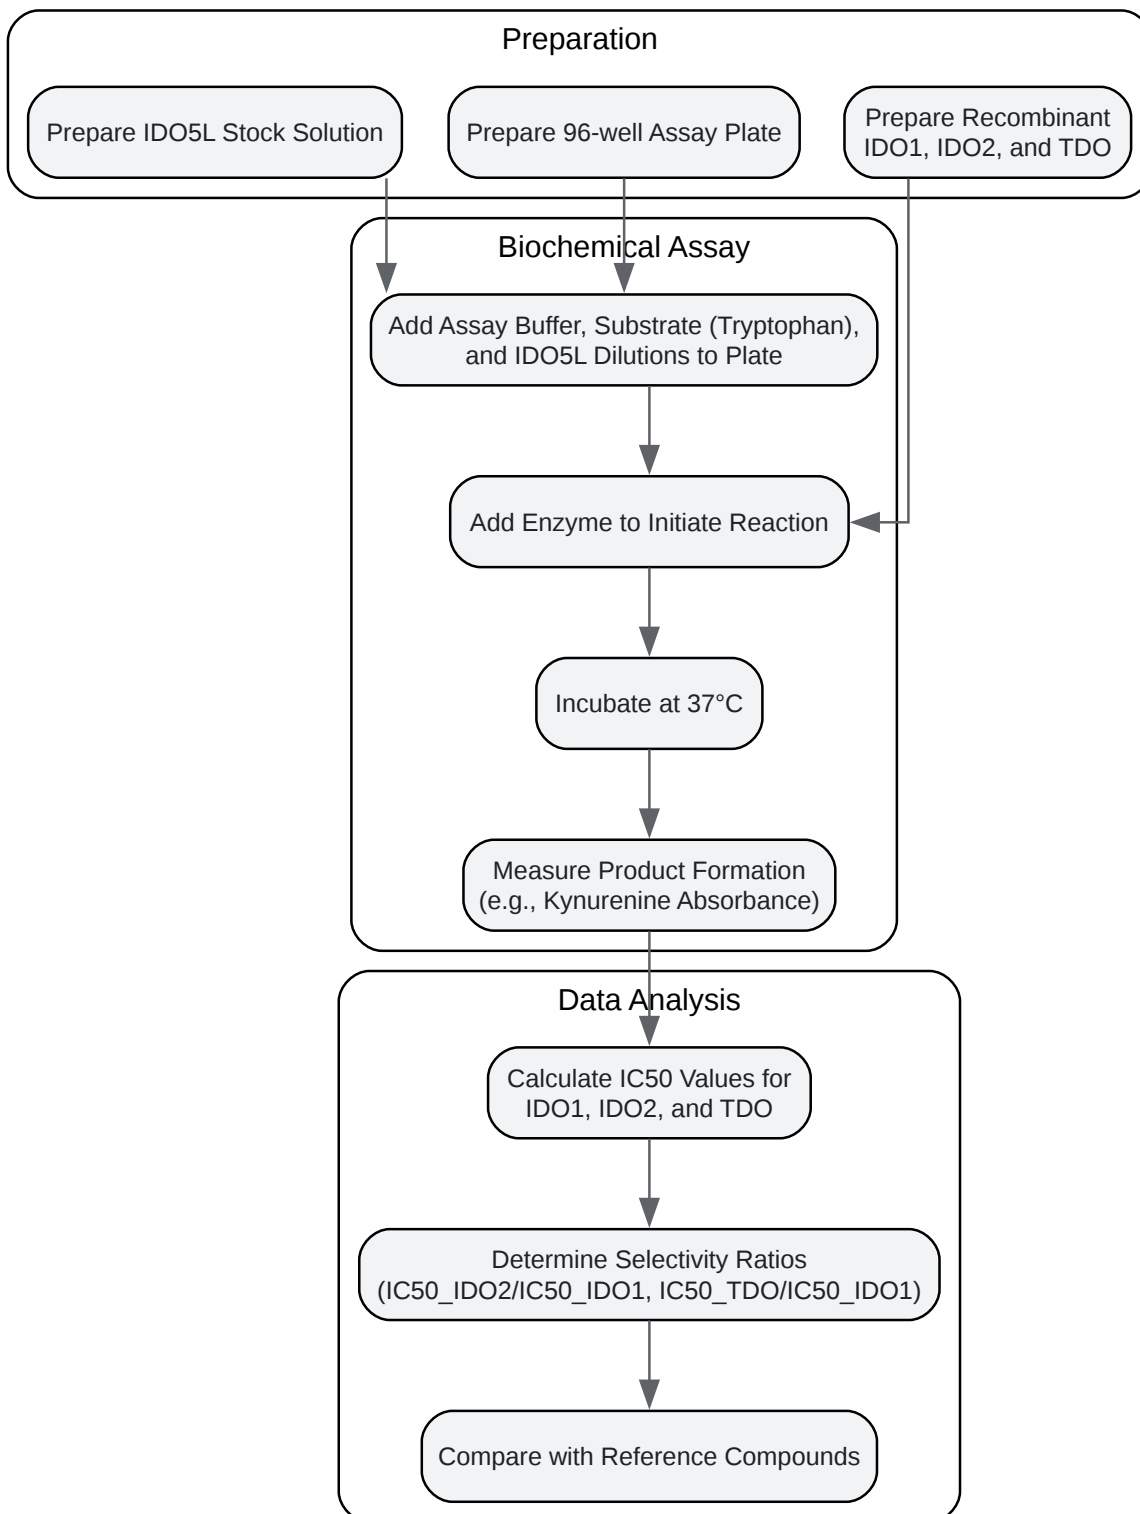 Preparation
Prepare IDO5L Stock Solution
Prepare 96-well Assay Plate
Prepare Recombinant
IDO1, IDO2, and TDO
Biochemical Assay
Add Assay Buffer, Substrate (Tryptophan),
and IDO5L Dilutions to Plate
Add Enzyme to Initiate Reaction
Incubate at 37°C
Measure Product Formation
(e.g., Kynurenine Absorbance)
Data Analysis
Calculate IC50 Values for
IDO1, IDO2, and TDO
Determine Selectivity Ratios
(IC50_IDO2/IC50_IDO1, IC50_TDO/IC50_IDO1)
Compare with Reference Compounds